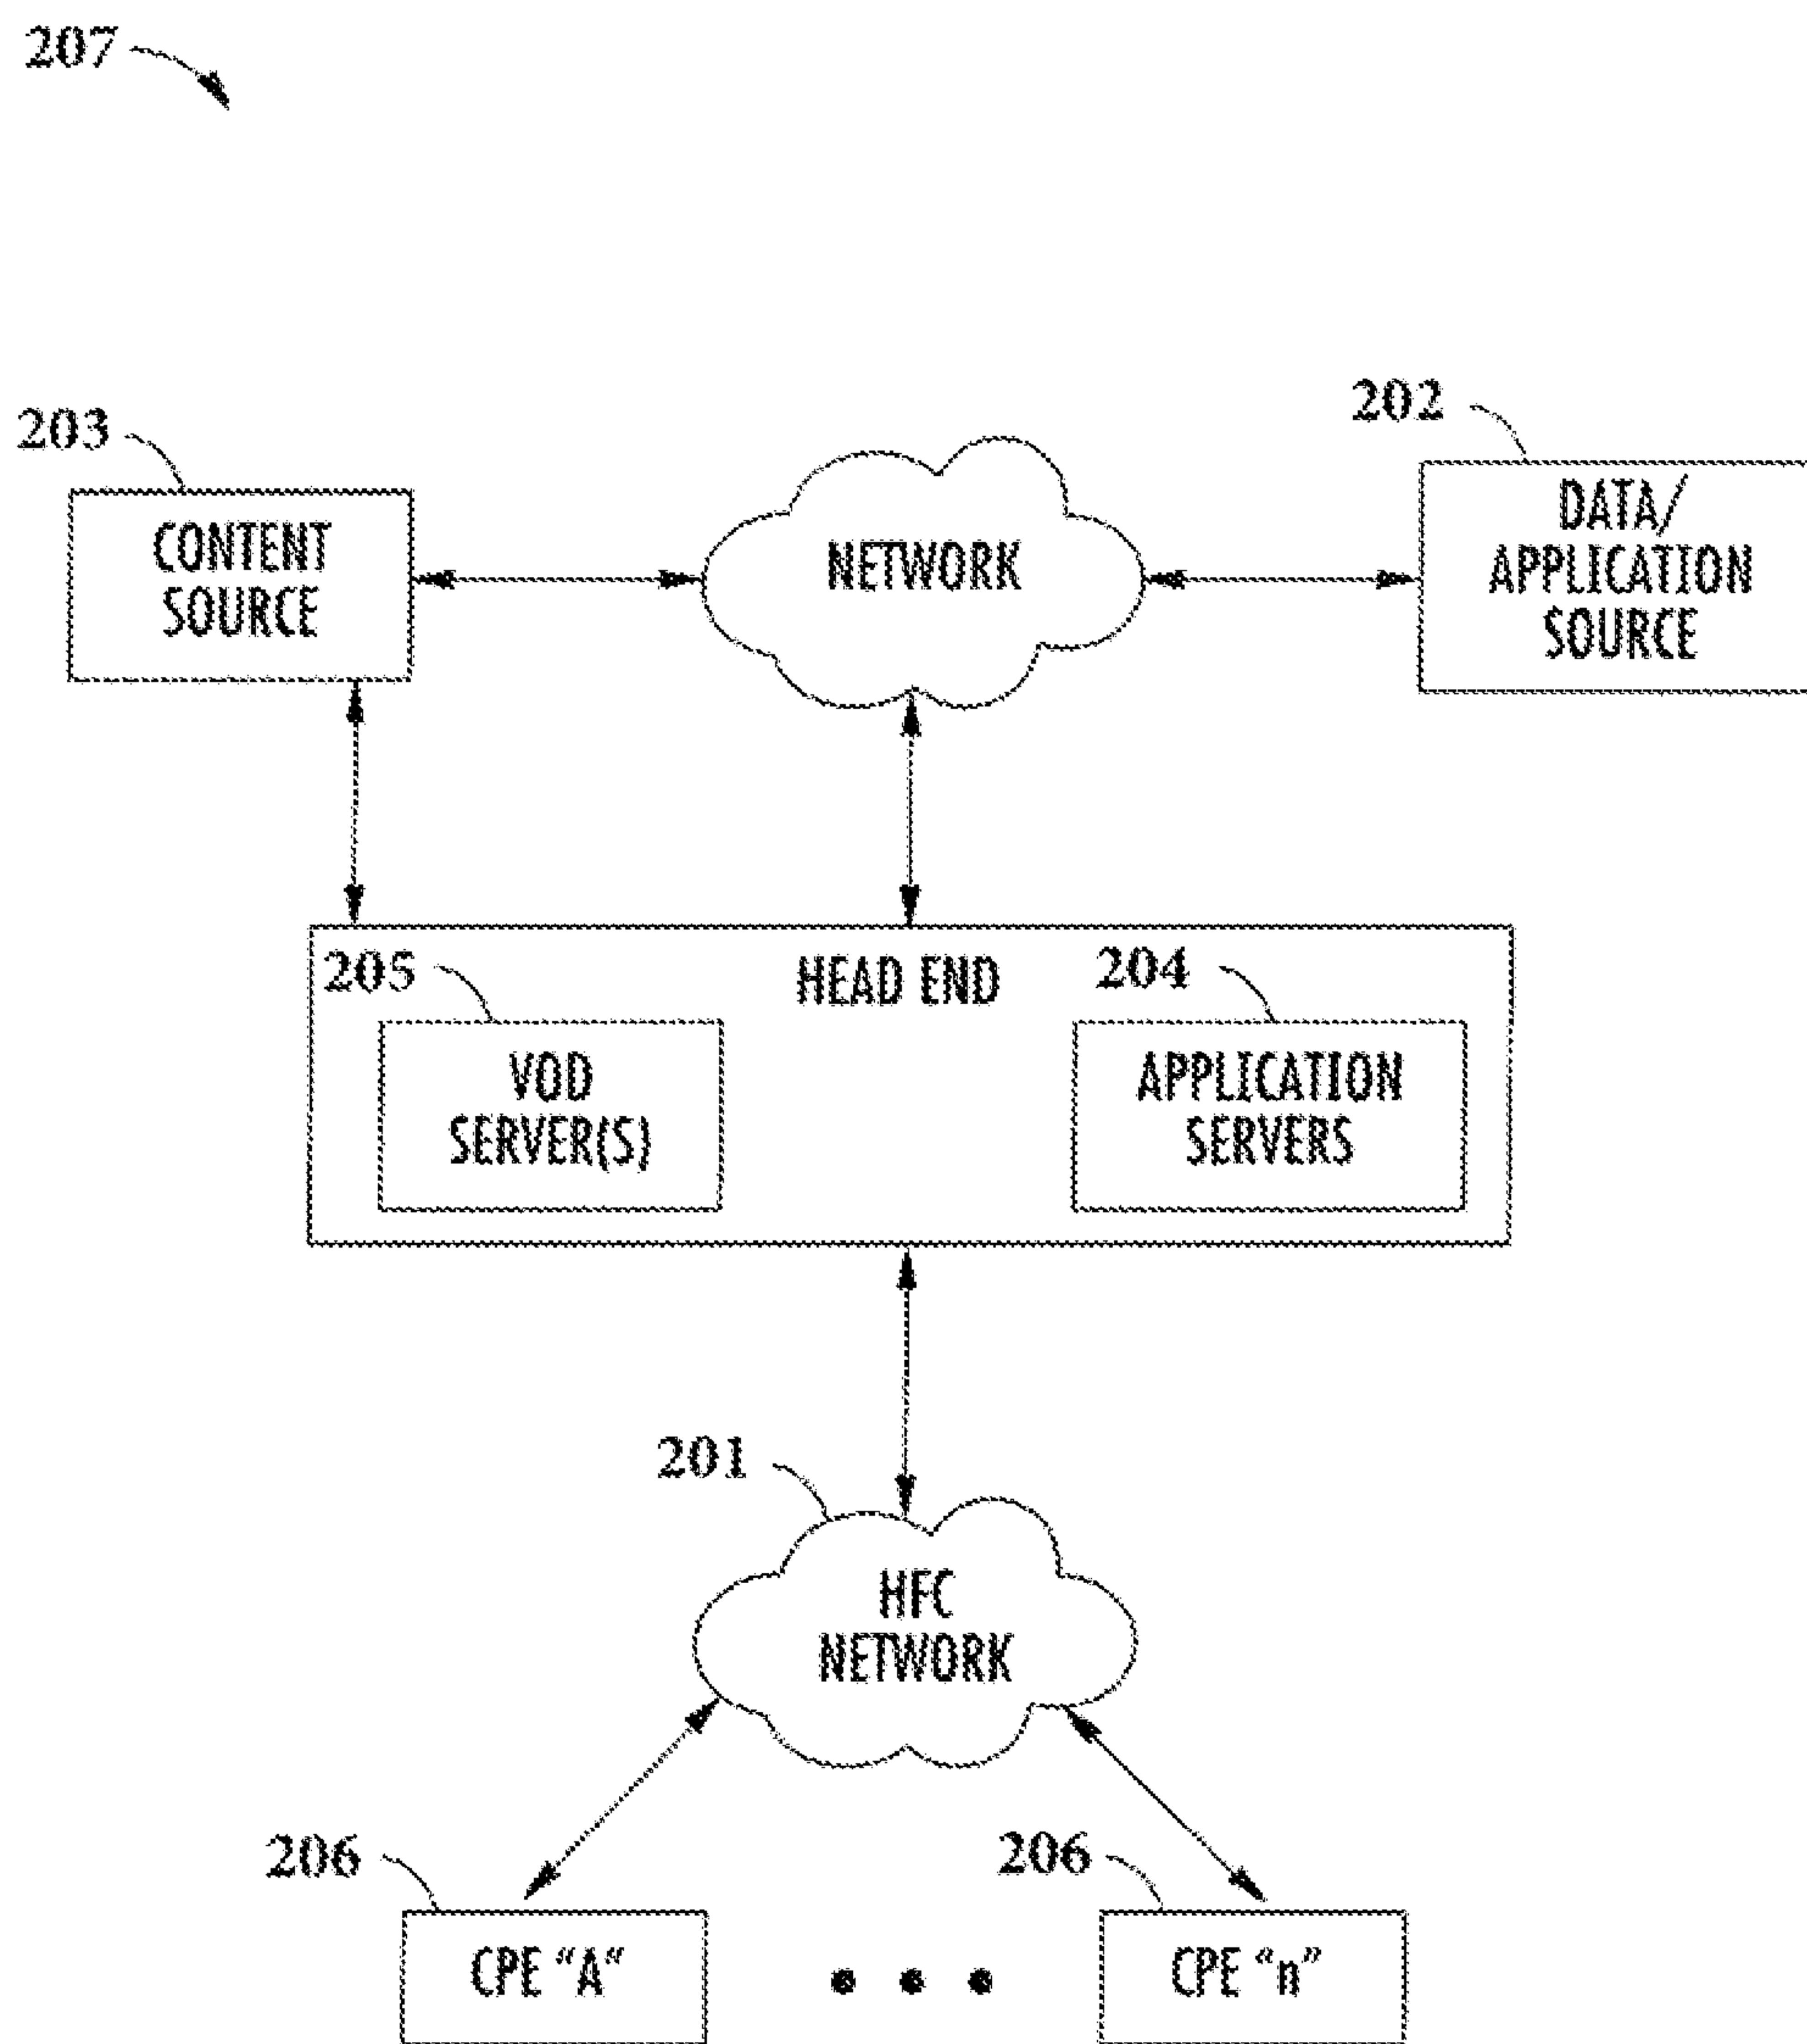 207
203
202
CONTENT
SOURCE
NETWORK
DATA/
APPLICATION
SOURCE
205
HEAD END
204
VOD
SERVER(S)
APPLICATION
SERVERS
201
HFC
NETWORK
206
206
CPE “A“
• • •
CPE “n”